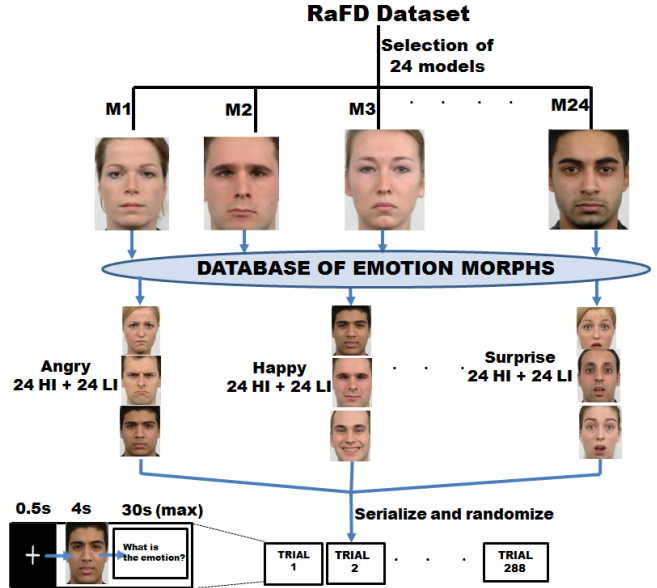 RaFD Dataset
Selection of
24 models
M1
M2
M3
. . . .
M24
DATABASE OF EMOTION MORPHS
Angry
24 HI + 24 LI
Happy
24 HI + 24 LI
. . .
Surprise
24 HI + 24 LI
0.5s
4s
30s (max)
Serialize and randomize
+
What is
the emotion?
TRIAL
1
TRIAL
2
. . . .
TRIAL
288